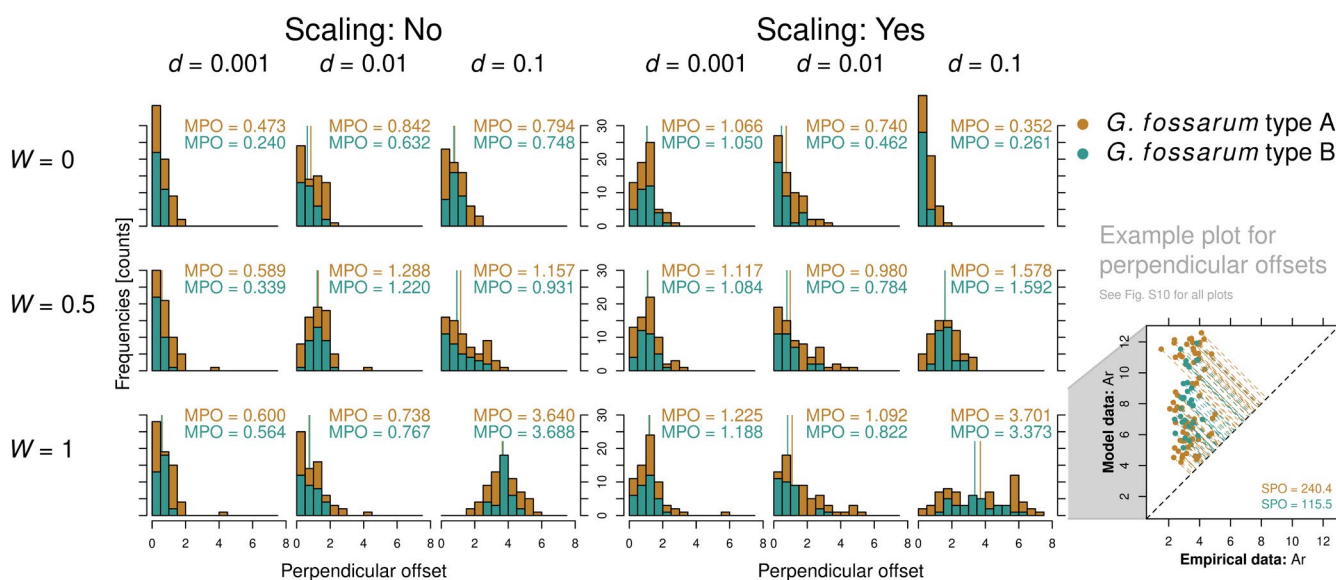 Scaling: No Scaling: Yes
d = 0.001 d = 0.01 d = 0.1 d = 0.001 d = 0.01 d = 0.1
W = 0
MPO = 0.473 MPO = 0.842 MPO = 0.794 30 MPO = 1.066 MPO = 0.740 MPO = 0.352
MPO = 0.240 MPO = 0.632 MPO = 0.748 20 MPO = 1.050 MPO = 0.462 MPO = 0.261
10
0
G. fossarum type A
G. fossarum type B
Frequencies [counts]
W = 0.5
MPO = 0.589 MPO = 1.288 MPO = 1.157 30 MPO = 1.117 MPO = 0.980 MPO = 1.578
MPO = 0.339 MPO = 1.220 MPO = 0.931 20 MPO = 1.084 MPO = 0.784 MPO = 1.592
10
0
W = 1
MPO = 0.600 MPO = 0.738 MPO = 3.640 30 MPO = 1.225 MPO = 1.092 MPO = 3.701
MPO = 0.564 MPO = 0.767 MPO = 3.688 20 MPO = 1.188 MPO = 0.822 MPO = 3.373
10
0
0 2 4 6 8 0 2 4 6 8 0 2 4 6 8 0 2 4 6 8 0 2 4 6 8 0 2 4 6 8
Perpendicular offset Perpendicular offset
Example plot for
perpendicular offsets
See Fig. S10 for all plots
Model data: Ar
12
10
8
6
4
2
SPO = 240.4
SPO = 115.5
2 4 6 8 10 12
Empirical data: Ar